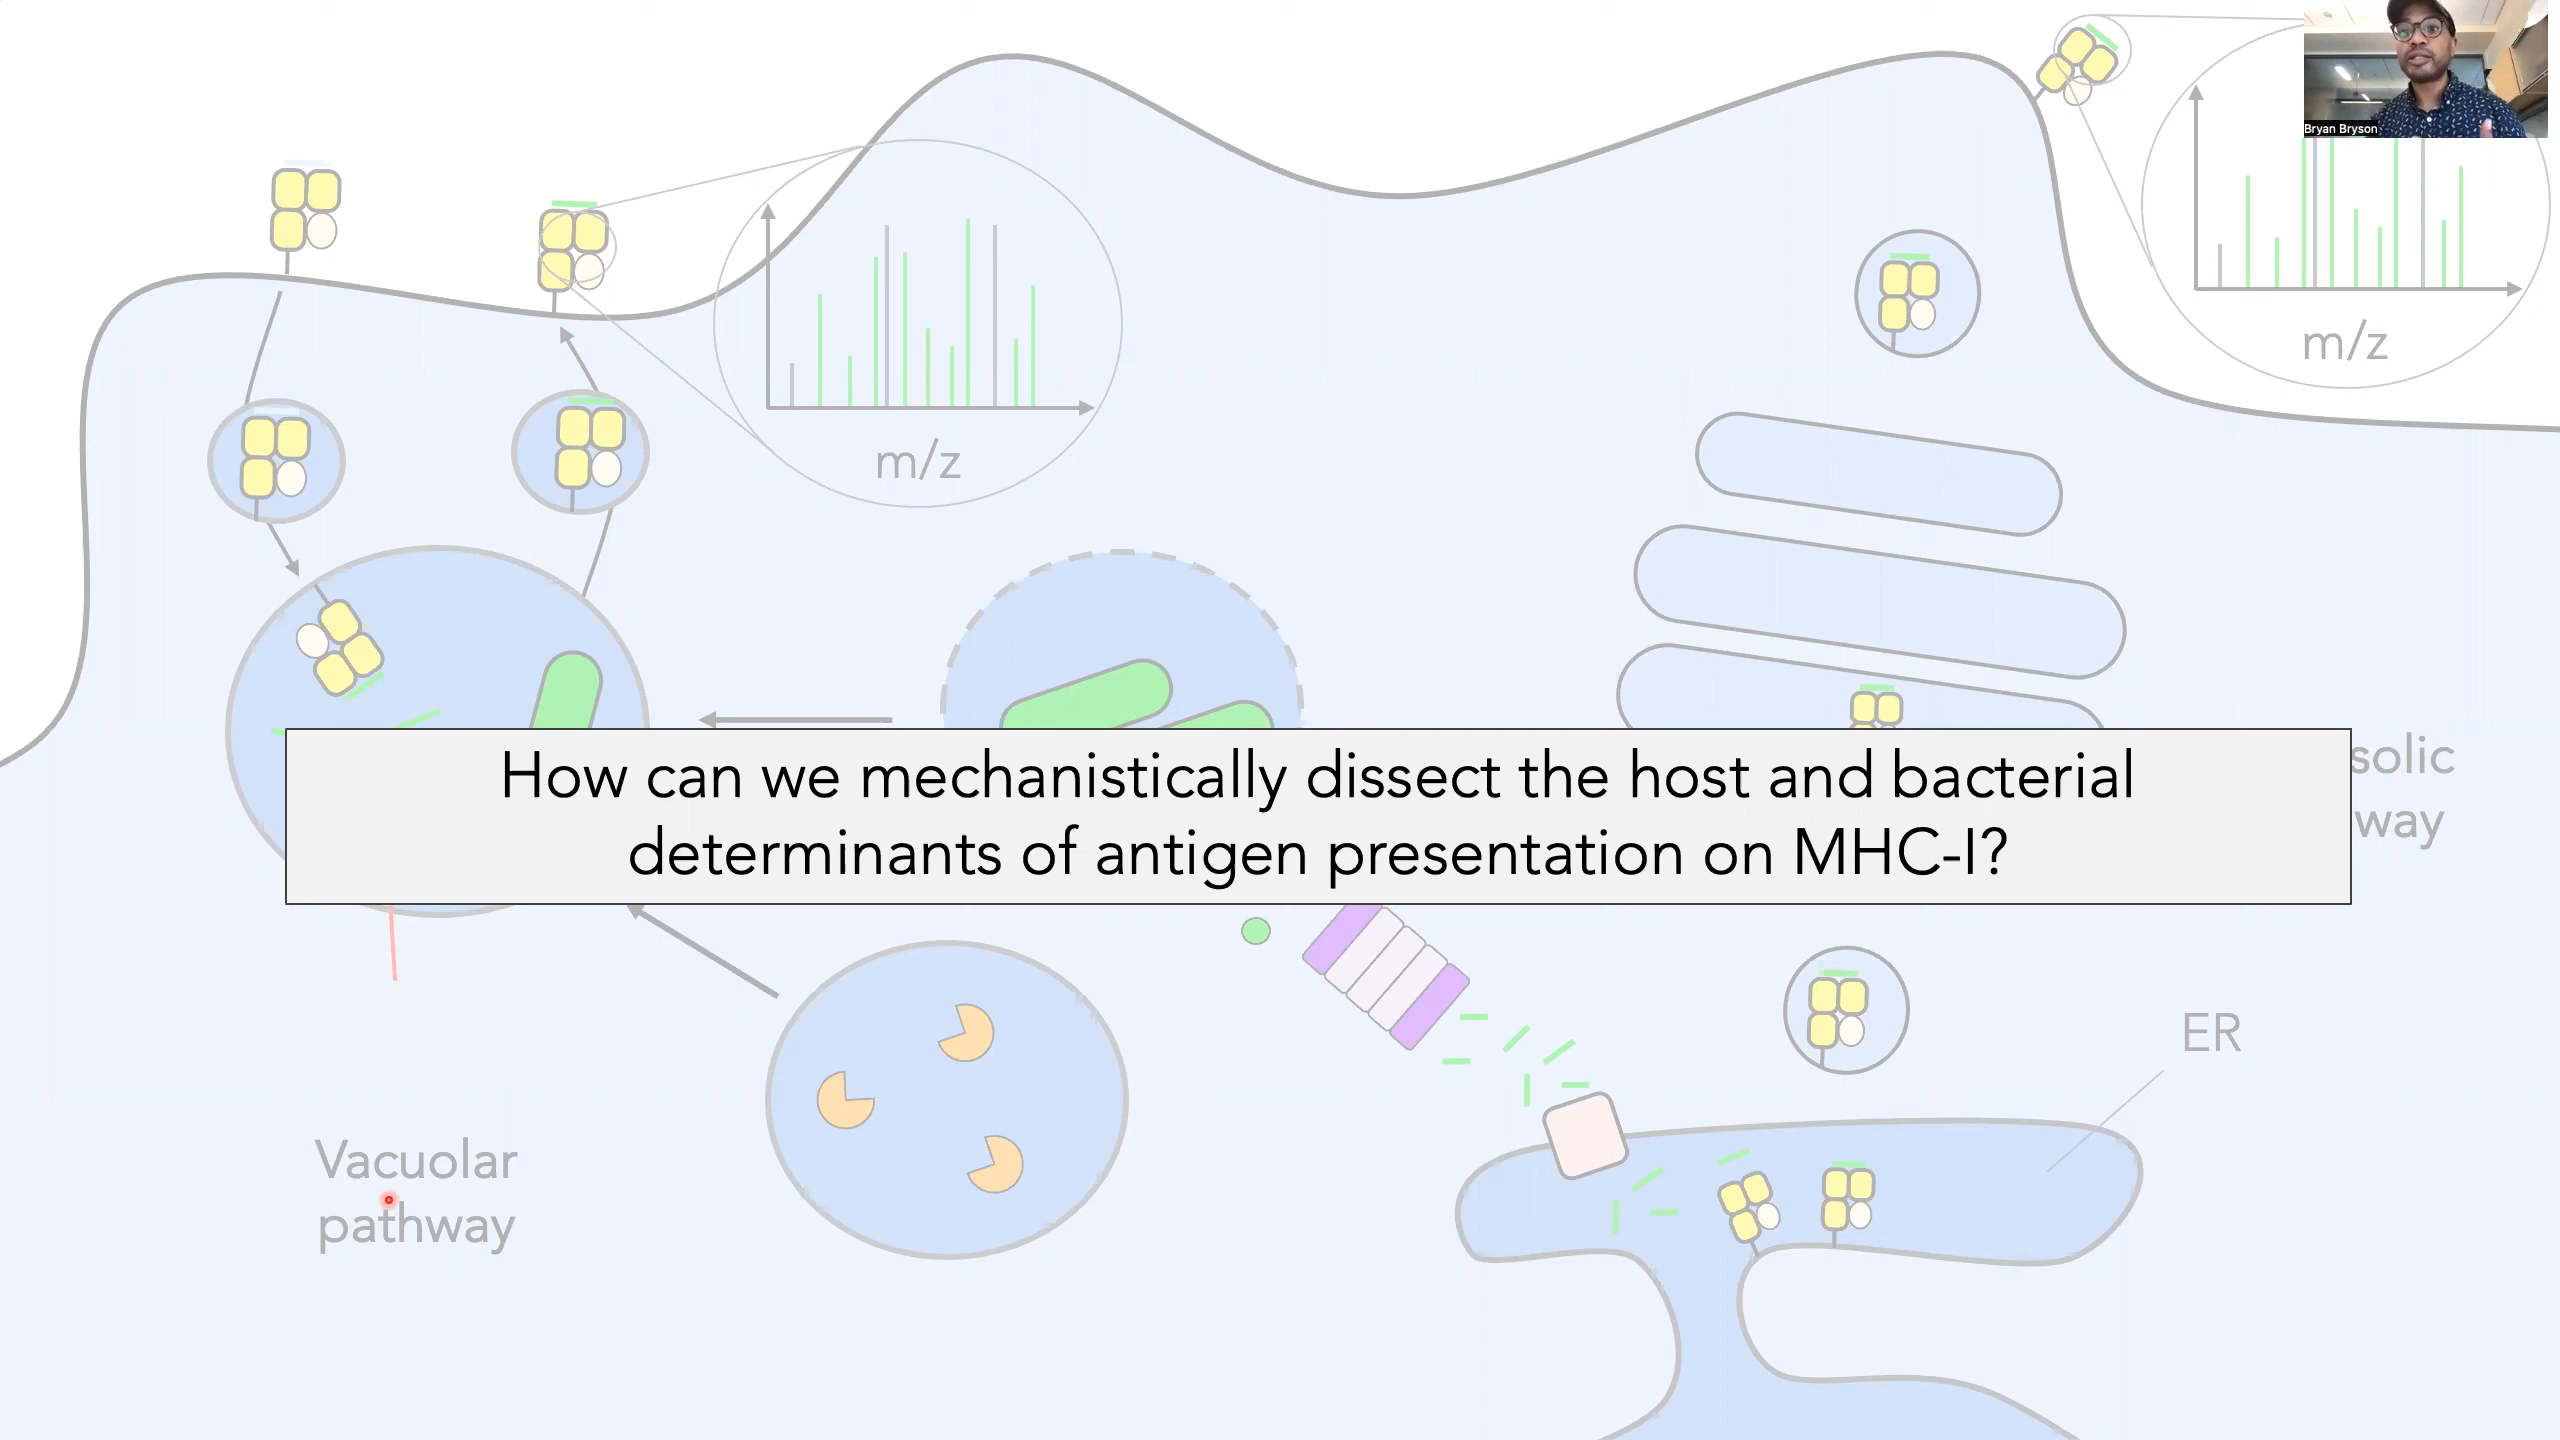 Bryan Bryson
m/z
m/z
How can we mechanistically dissect the host and bacterial
determinants of antigen presentation on MHC-I?
solic
way
ER
Vacuolar
pathway